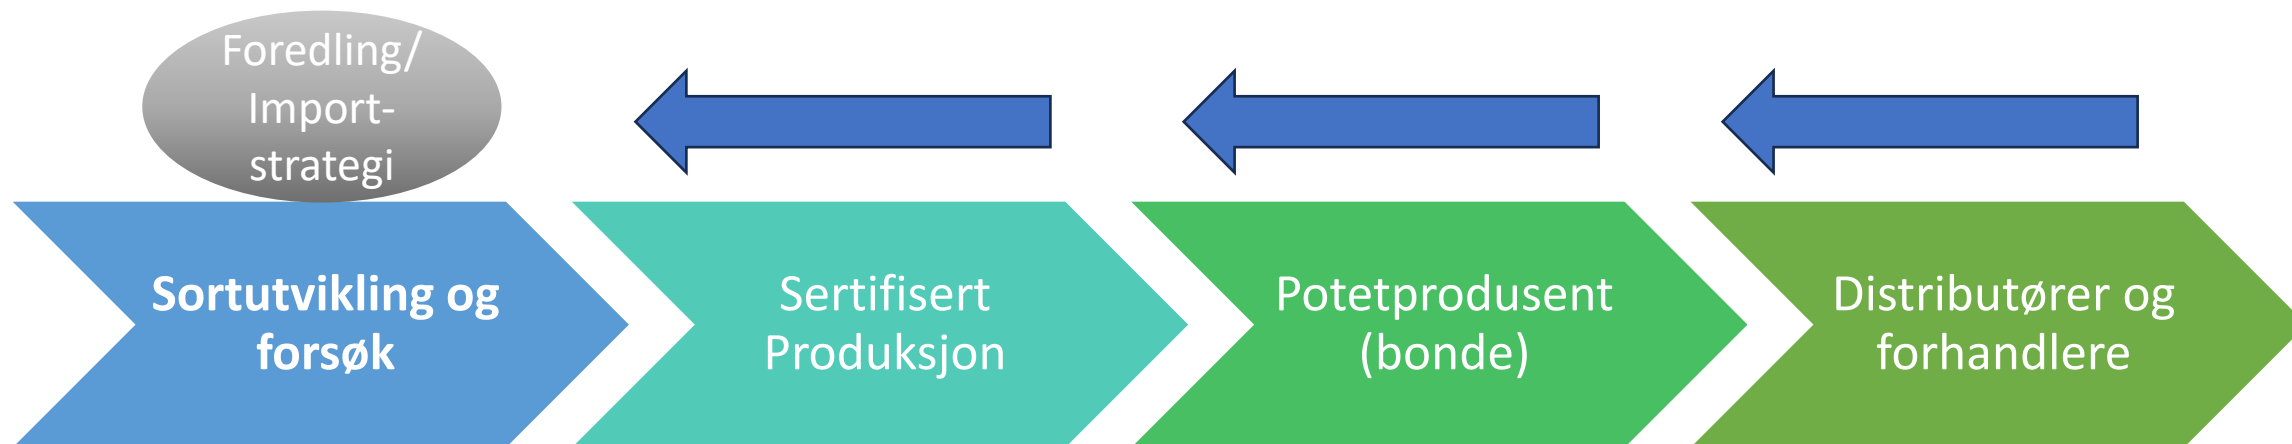 Foredling/
Import-
strategi
Sortutvikling og
forsøk
Sertifisert
Produksjon
Potetprodusent
(bonde)
Distributører og
forhandlere